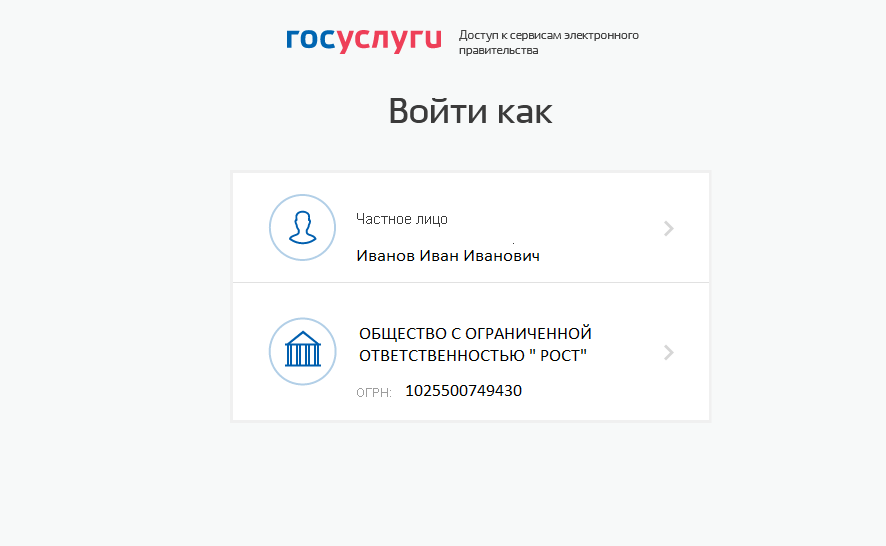 госуслуги
Доступ к сервисам электронного
правительства
Войти как
Частное лицо
Иванов Иван Иванович
ОБЩЕСТВО С ОГРАНИЧЕННОЙ
ОТВЕТСТВЕННОСТЬЮ " РОСТ"
ОГРН: 1025500749430